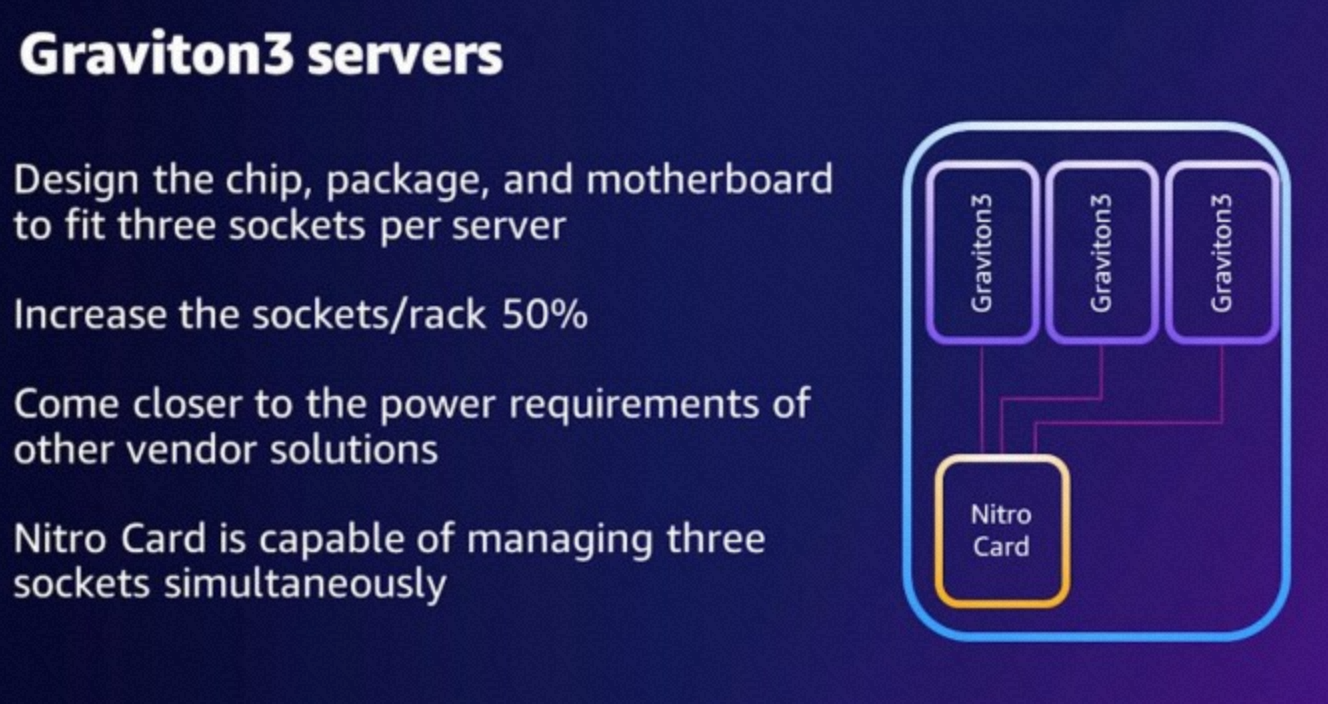 Graviton3 servers
Design the chip, package, and motherboard
to fit three sockets per server
Increase the sockets/rack 50%
Come closer to the power requirements of
other vendor solutions
Nitro Card is capable of managing three
sockets simultaneously
Graviton3
Graviton3
Graviton3
Nitro
Card